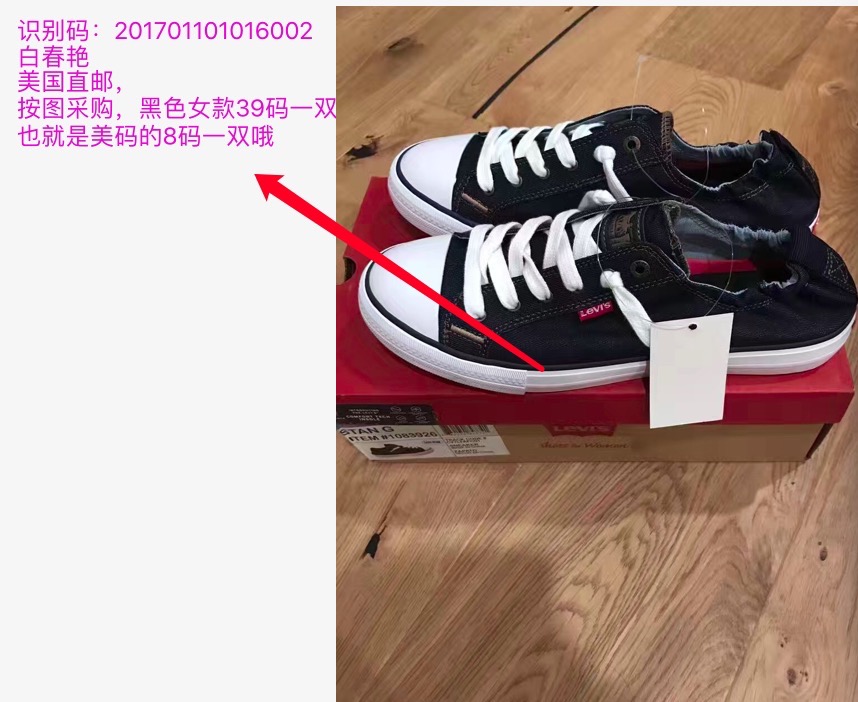 识别码：201701101016002
白春艳
美国直邮，
按图采购，黑色女款39码一双
也就是美码的8码一双哦
Levi's
STAN G
ITEM #1083926
Levi's